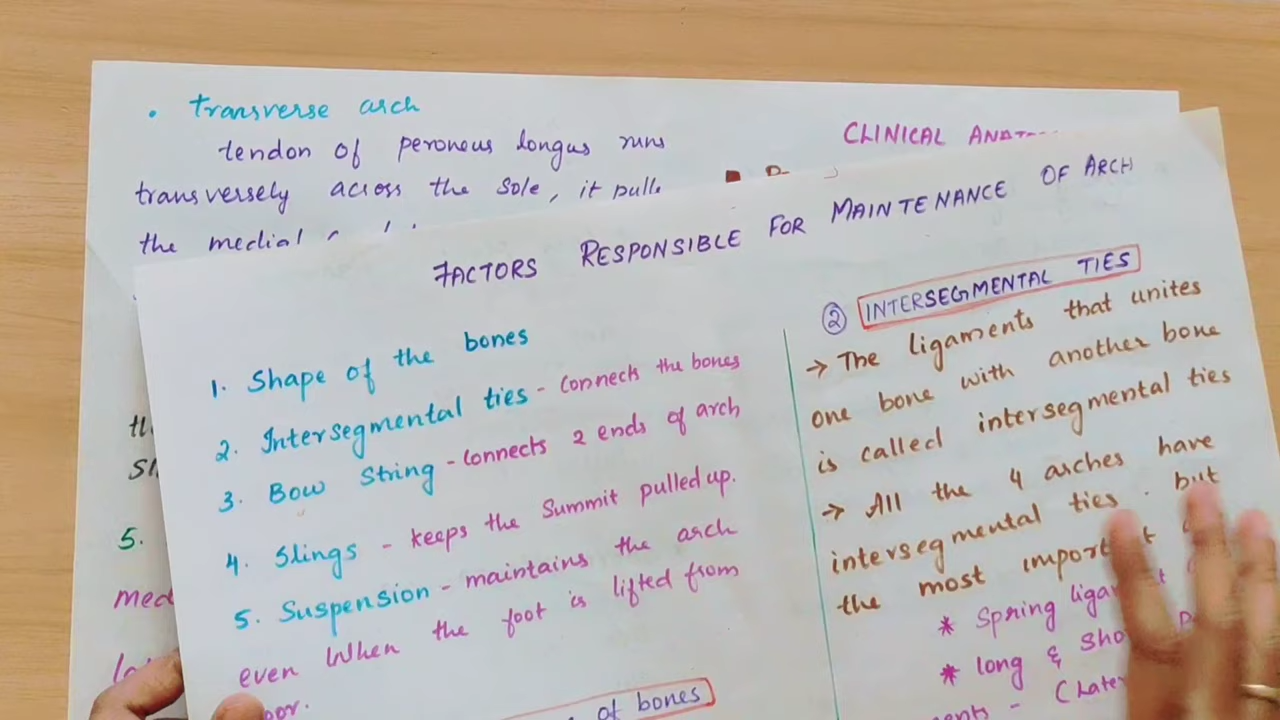 • Transverse arch
tendon of peroneus longus runs
transversely across the sole, it pulls
the medial
CLINICAL
5.
FACTORS RESPONSIBLE FOR MAINTENANCE OF ARCH
1. Shape of the bones
2. Intersegmental ties - connects the bones
3. Bow String - connects 2 ends of arch
4. Slings - keeps the Summit pulled up.
5. Suspension - maintains the arch
even when the foot is lifted from
of bones
② INTERSEGMENTAL TIES
→ The ligaments that unites
one bone with another bone
is called intersegmental ties
→ All the 4 arches have
intersegmental ties. but
the most
* Spring
* long &